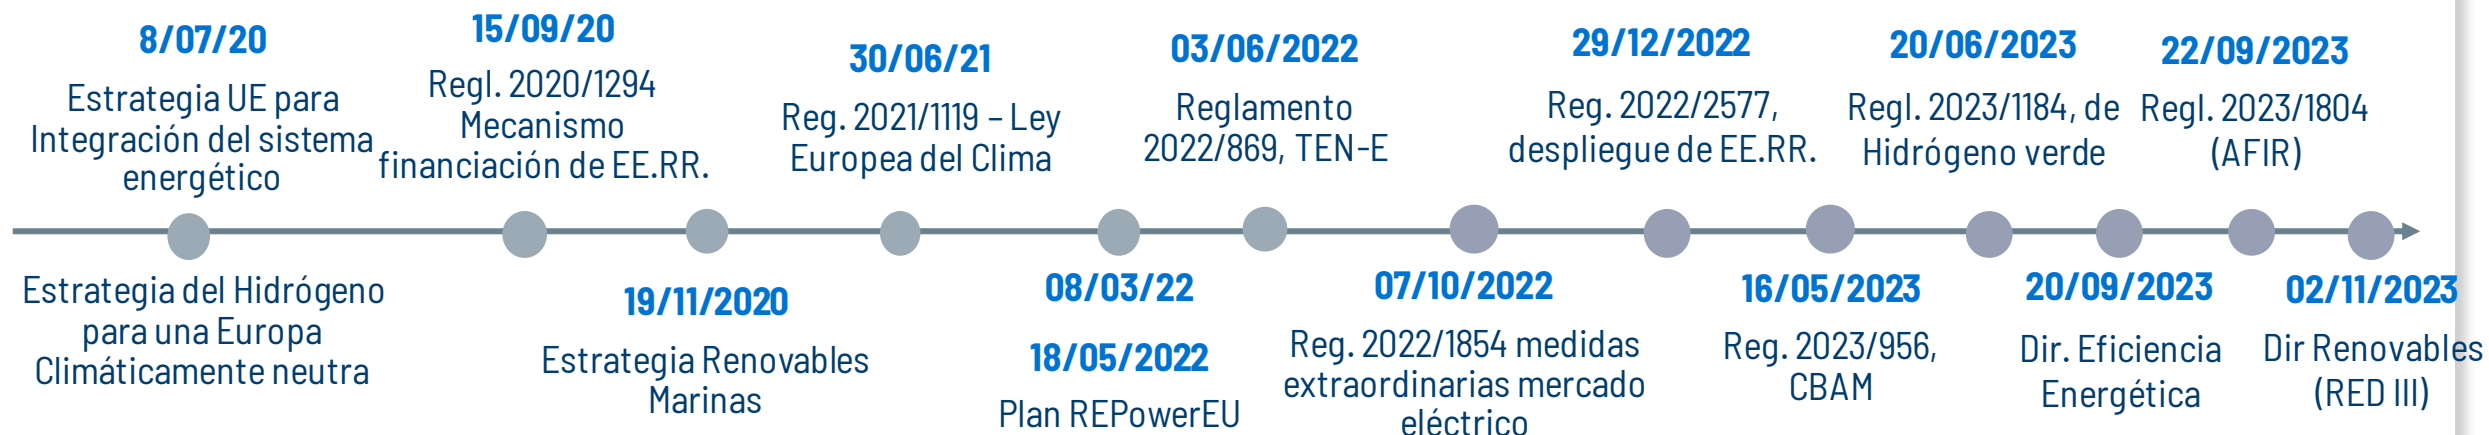 8/07/20
Estrategia UE para
Integración del sistema
energético
15/09/20
Regl. 2020/1294
Mecanismo
financiación de EE.RR.
30/06/21
Reg. 2021/1119 – Ley
Europea del Clima
03/06/2022
Reglamento
2022/869, TEN-E
29/12/2022
Reg. 2022/2577,
despliegue de EE.RR.
20/06/2023
Regl. 2023/1184, de
Hidrógeno verde
22/09/2023
Regl. 2023/1804
(AFIR)
Estrategia del Hidrógeno
para una Europa
Climáticamente neutra
19/11/2020
Estrategia Renovables
Marinas
08/03/22
18/05/2022
Plan REPowerEU
07/10/2022
Reg. 2022/1854 medidas
extraordinarias mercado
eléctrico
16/05/2023
Reg. 2023/956,
CBAM
20/09/2023
Dir. Eficiencia
Energética
02/11/2023
Dir Renovables
(RED III)